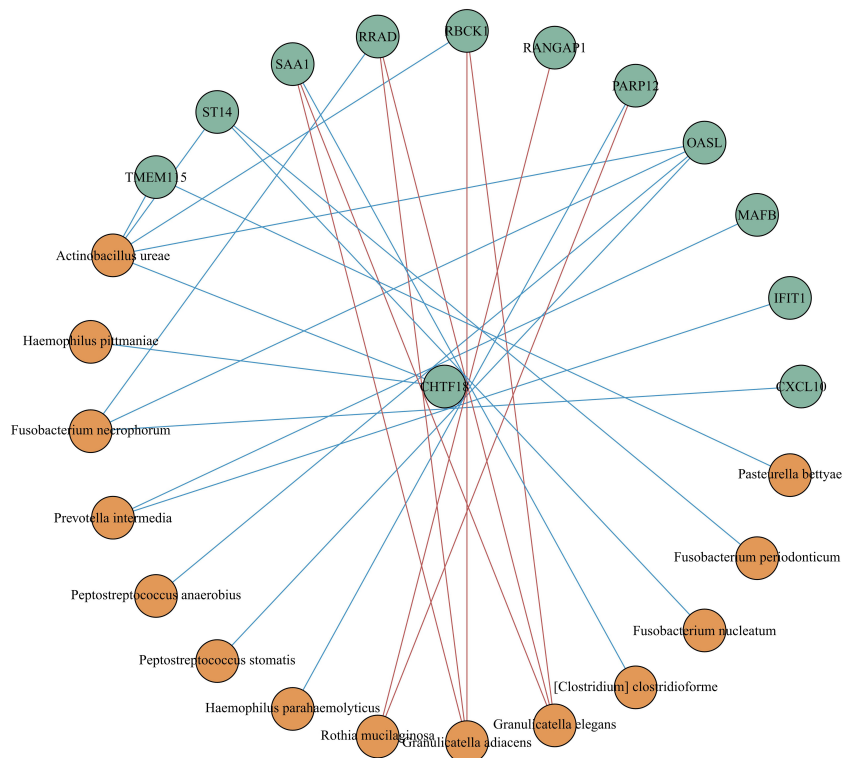 RBCK1
RRAD
RANGAP1
SAA1
PARP12
ST14
OASL
TMEM115
MAFB
Actinobacillus ureae
IFIT1
Haemophilus pittmaniae
CHTF18
CXCL10
Fusobacterium necrophorum
Pasteurella bettyae
Prevotella intermedia
Fusobacterium periodonticum
Peptostreptococcus anaerobius
Fusobacterium nucleatum
Peptostreptococcus stomatis
[Clostridium] clostridioforme
Haemophilus parahaemolyticus
Granulicatella elegans
Rothia mucilaginosa
Granulicatella adiacens